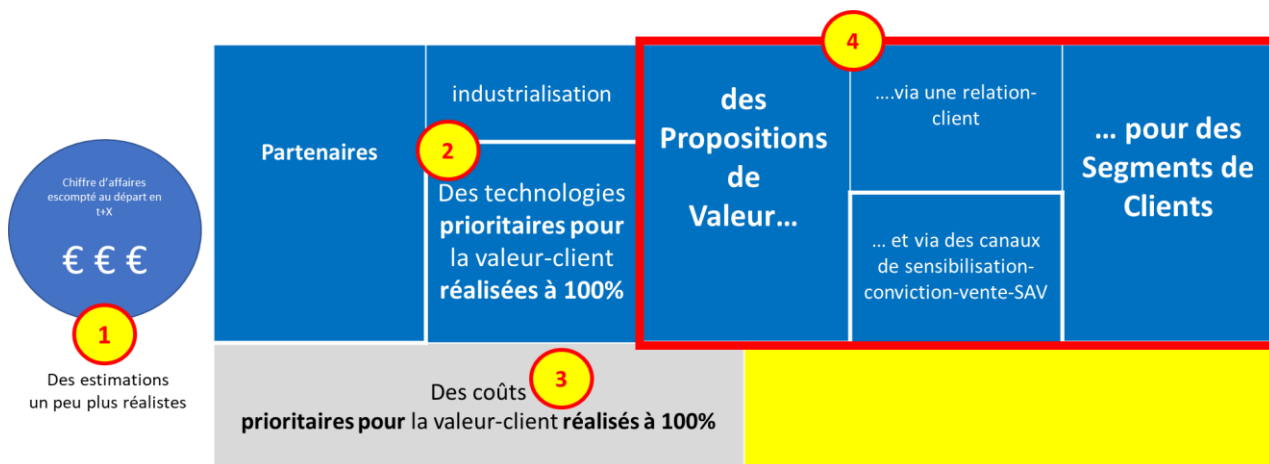 4
industrialisation
des
Propositions
de
Valeur…
….via une relation-
client
… pour des
Segments de
Clients
Partenaires
2
Des technologies
prioritaires pour
la valeur-client
réalisées à 100%
… et via des canaux
de sensibilisation-
conviction-vente-SAV
Chiffre d’affaires
escompté au départ en
t+X
€ € €
1
Des estimations
un peu plus réalistes
3
Des coûts
prioritaires pour la valeur-client réalisés à 100%